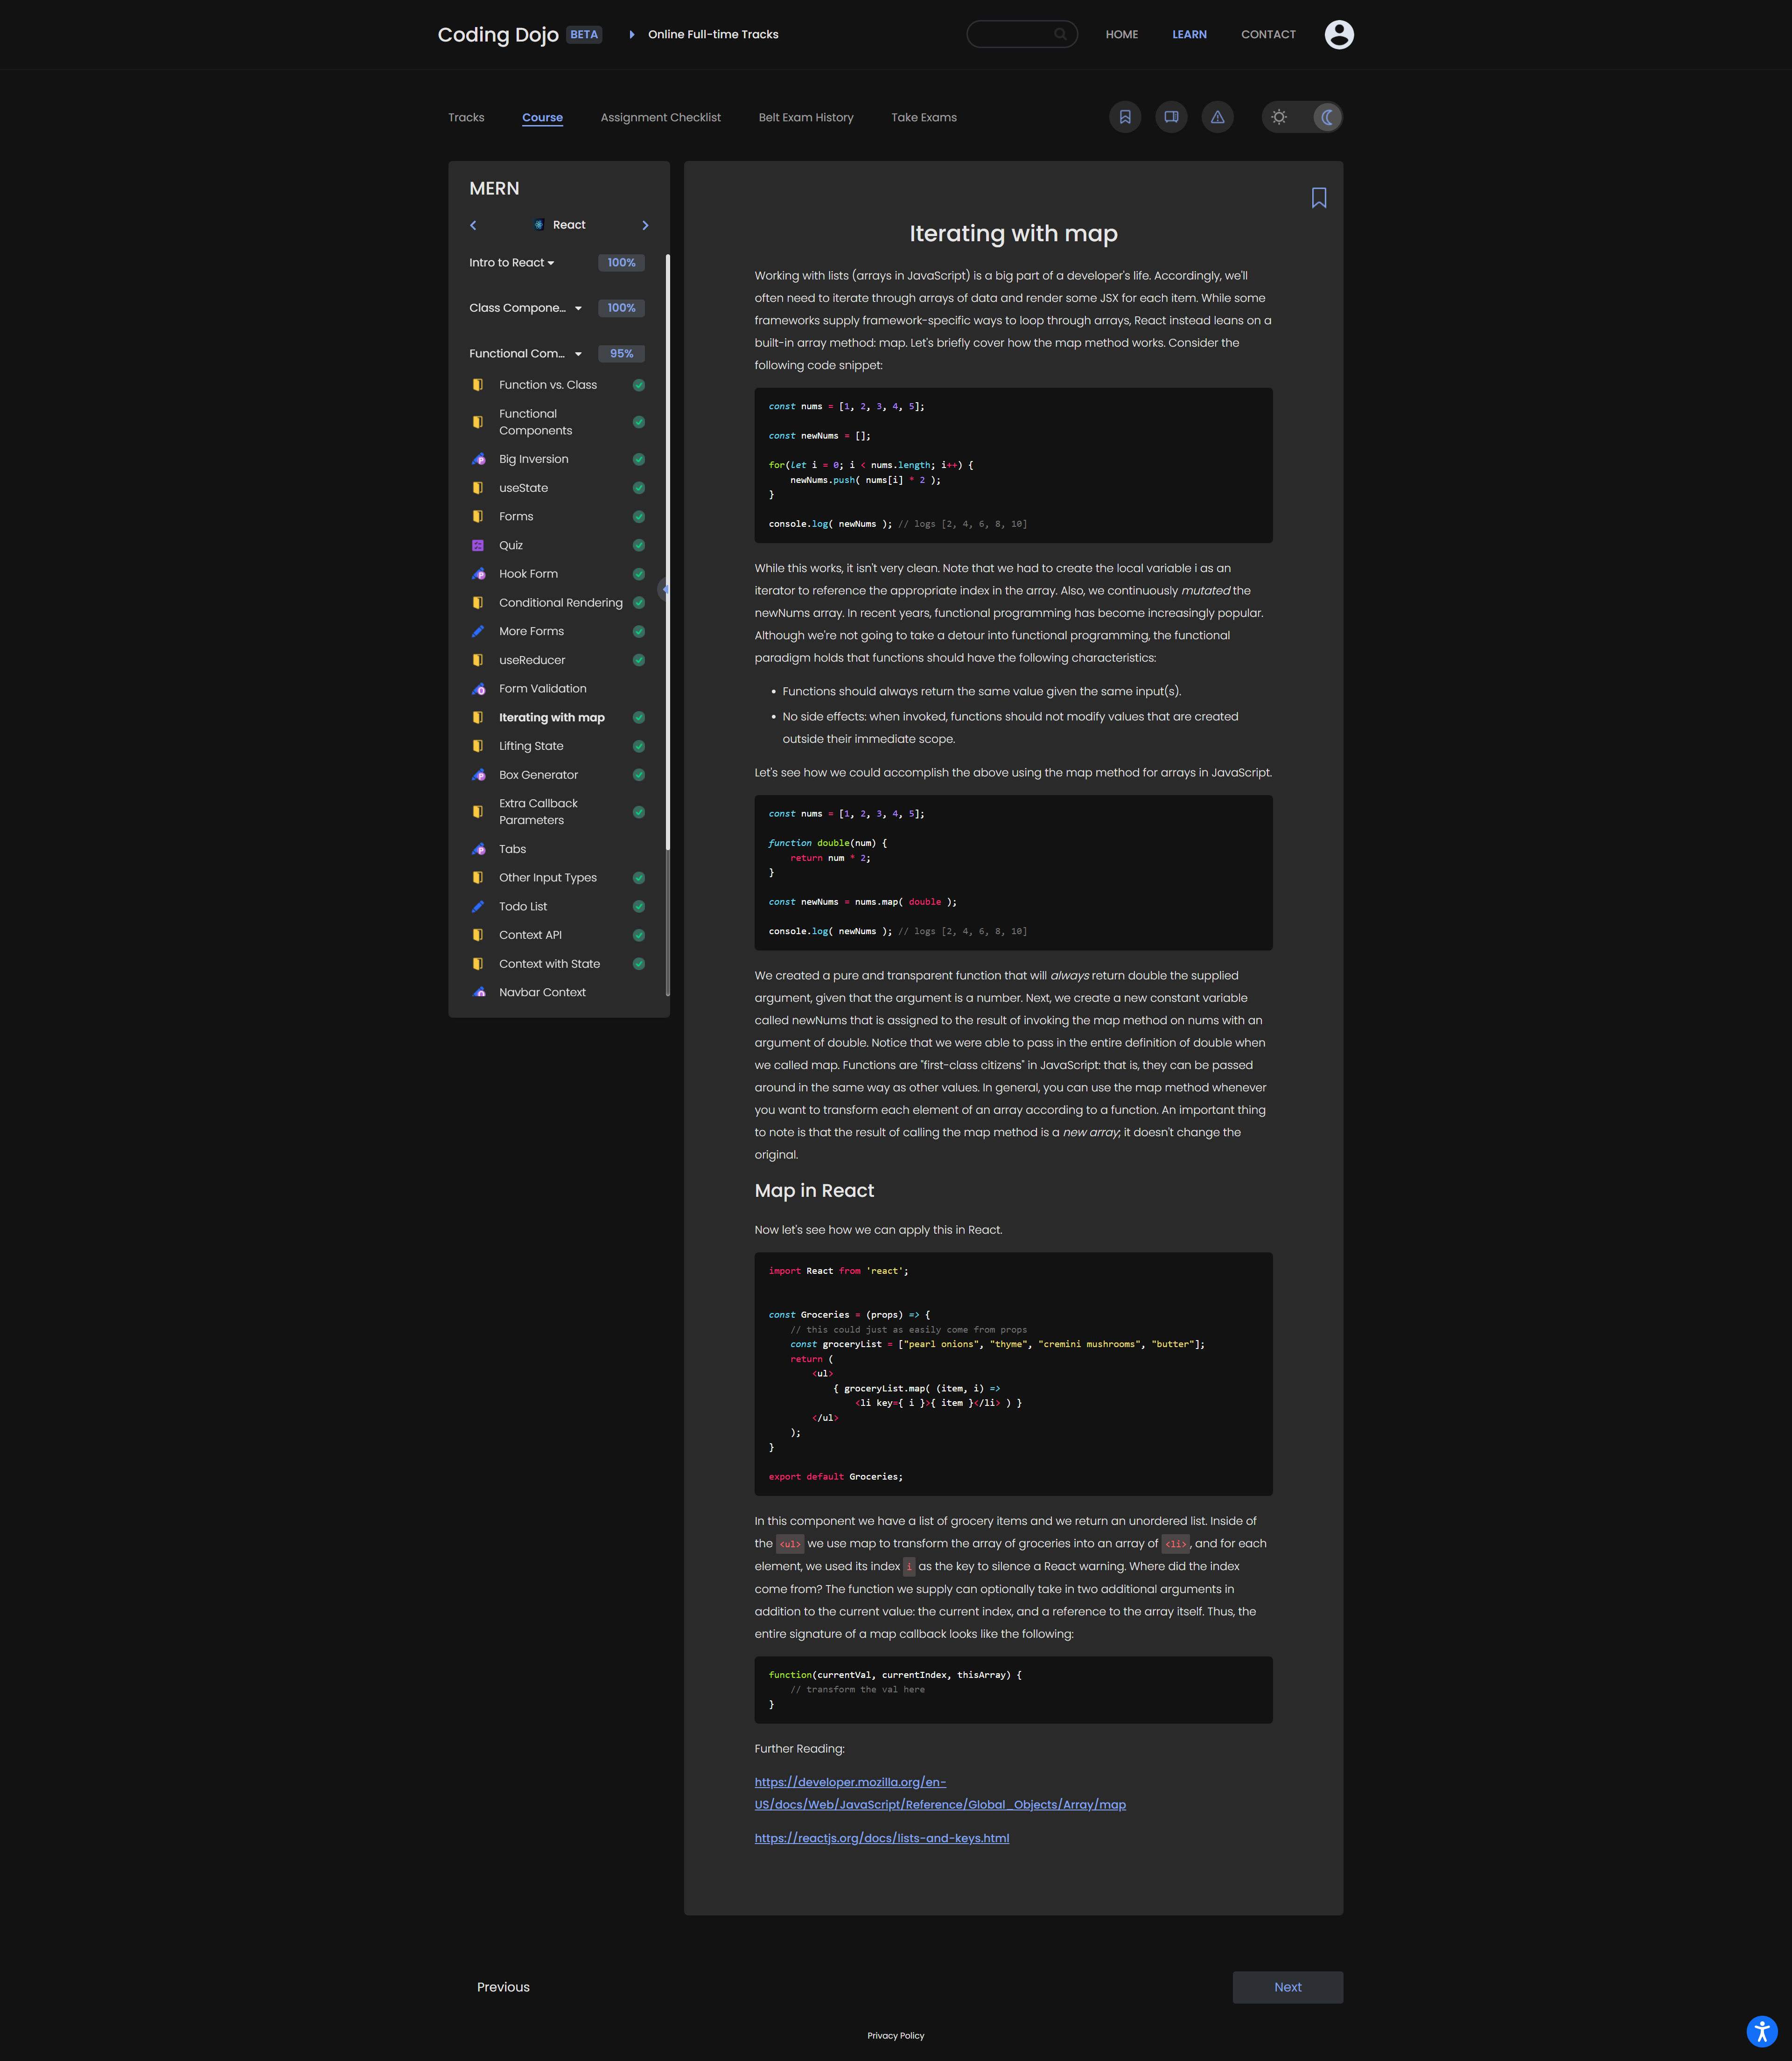 Coding Dojo BETA Online Full-time Tracks HOME LEARN CONTACT
Tracks Course Assignment Checklist Belt Exam History Take Exams
MERN
React
Intro to React 100%
Class Compone... 100%
Functional Com... 95%
Function vs. Class
Functional
Components
Big Inversion
useState
Forms
Quiz
Hook Form
Conditional Rendering
More Forms
useReducer
Form Validation
Iterating with map
Lifting State
Box Generator
Extra Callback
Parameters
Tabs
Other Input Types
Todo List
Context API
Context with State
Navbar Context
Iterating with map
Working with lists (arrays in JavaScript) is a big part of a developer's life. Accordingly, we'll
often need to iterate through arrays of data and render some JSX for each item. While some
frameworks supply framework-specific ways to loop through arrays, React instead leans on a
built-in array method: map. Let's briefly cover how the map method works. Consider the
following code snippet:
const nums = [1, 2, 3, 4, 5];
const newNums = [];
for(let i = 0; i < nums.length; i++) {
newNums.push( nums[i] * 2 );
}
console.log( newNums ); // logs [2, 4, 6, 8, 10]
While this works, it isn't very clean. Note that we had to create the local variable i as an
iterator to reference the appropriate index in the array. Also, we continuously mutated the
newNums array. In recent years, functional programming has become increasingly popular.
Although we're not going to take a detour into functional programming, the functional
paradigm holds that functions should have the following characteristics:
• Functions should always return the same value given the same input(s).
• No side effects: when invoked, functions should not modify values that are created
outside their immediate scope.
Let's see how we could accomplish the above using the map method for arrays in JavaScript.
const nums = [1, 2, 3, 4, 5];
function double(num) {
return num * 2;
}
const newNums = nums.map( double );
console.log( newNums ); // logs [2, 4, 6, 8, 10]
We created a pure and transparent function that will always return double the supplied
argument, given that the argument is a number. Next, we create a new constant variable
called newNums that is assigned to the result of invoking the map method on nums with an
argument of double. Notice that we were able to pass in the entire definition of double when
we called map. Functions are "first-class citizens" in JavaScript: that is, they can be passed
around in the same way as other values. In general, you can use the map method whenever
you want to transform each element of an array according to a function. An important thing
to note is that the result of calling the map method is a new array; it doesn't change the
original.
Map in React
Now let's see how we can apply this in React.
import React from 'react';
const Groceries = (props) => {
// this could just as easily come from props
const groceryList = ["pearl onions", "thyme", "cremini mushrooms", "butter"];
return (
<ul>
{ groceryList.map( (item, i) =>
<li key={ i }>{ item }</li> ) }
</ul>
);
}
export default Groceries;
In this component we have a list of grocery items and we return an unordered list. Inside of
the <ul> we use map to transform the array of groceries into an array of <li>, and for each
element, we used its index i as the key to silence a React warning. Where did the index
come from? The function we supply can optionally take in two additional arguments in
addition to the current value: the current index, and a reference to the array itself. Thus, the
entire signature of a map callback looks like the following:
function(currentVal, currentIndex, thisArray) {
// transform the val here
}
Further Reading:
https://developer.mozilla.org/en-
US/docs/Web/JavaScript/Reference/Global_Objects/Array/map
https://reactjs.org/docs/lists-and-keys.html
Previous Next
Privacy Policy